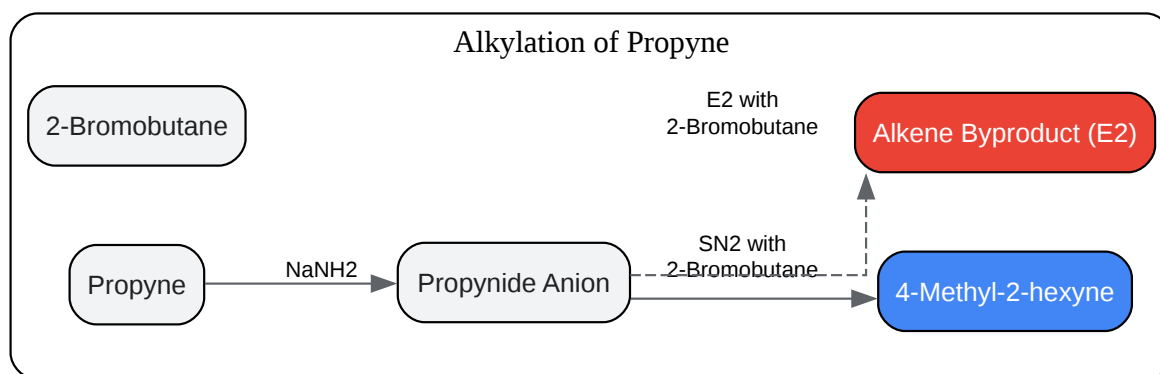 Alkylation of Propyne
2-Bromobutane
E2 with
2-Bromobutane
Alkene Byproduct (E2)
Propyne
NaNH2
Propynide Anion
SN2 with
2-Bromobutane
4-Methyl-2-hexyne